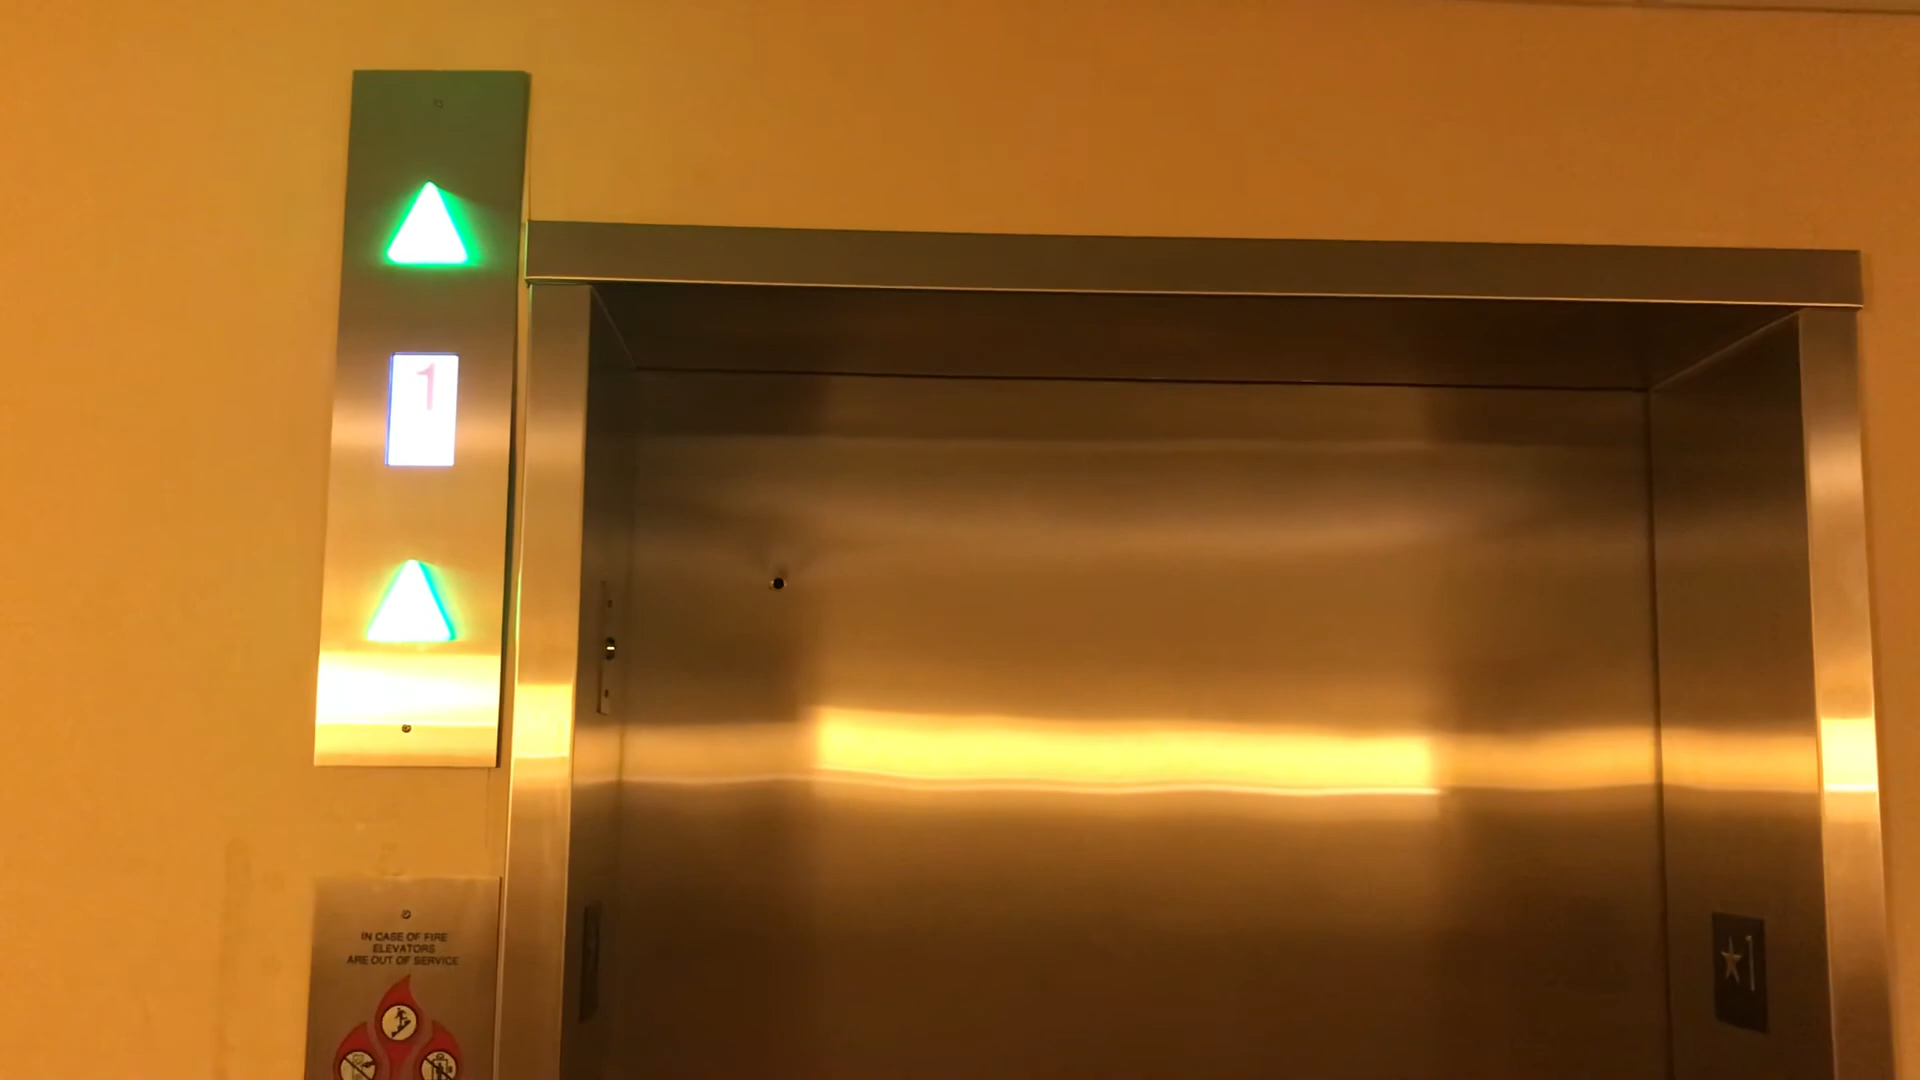 1
IN CASE OF FIRE
ELEVATORS
ARE OUT OF SERVICE
★1